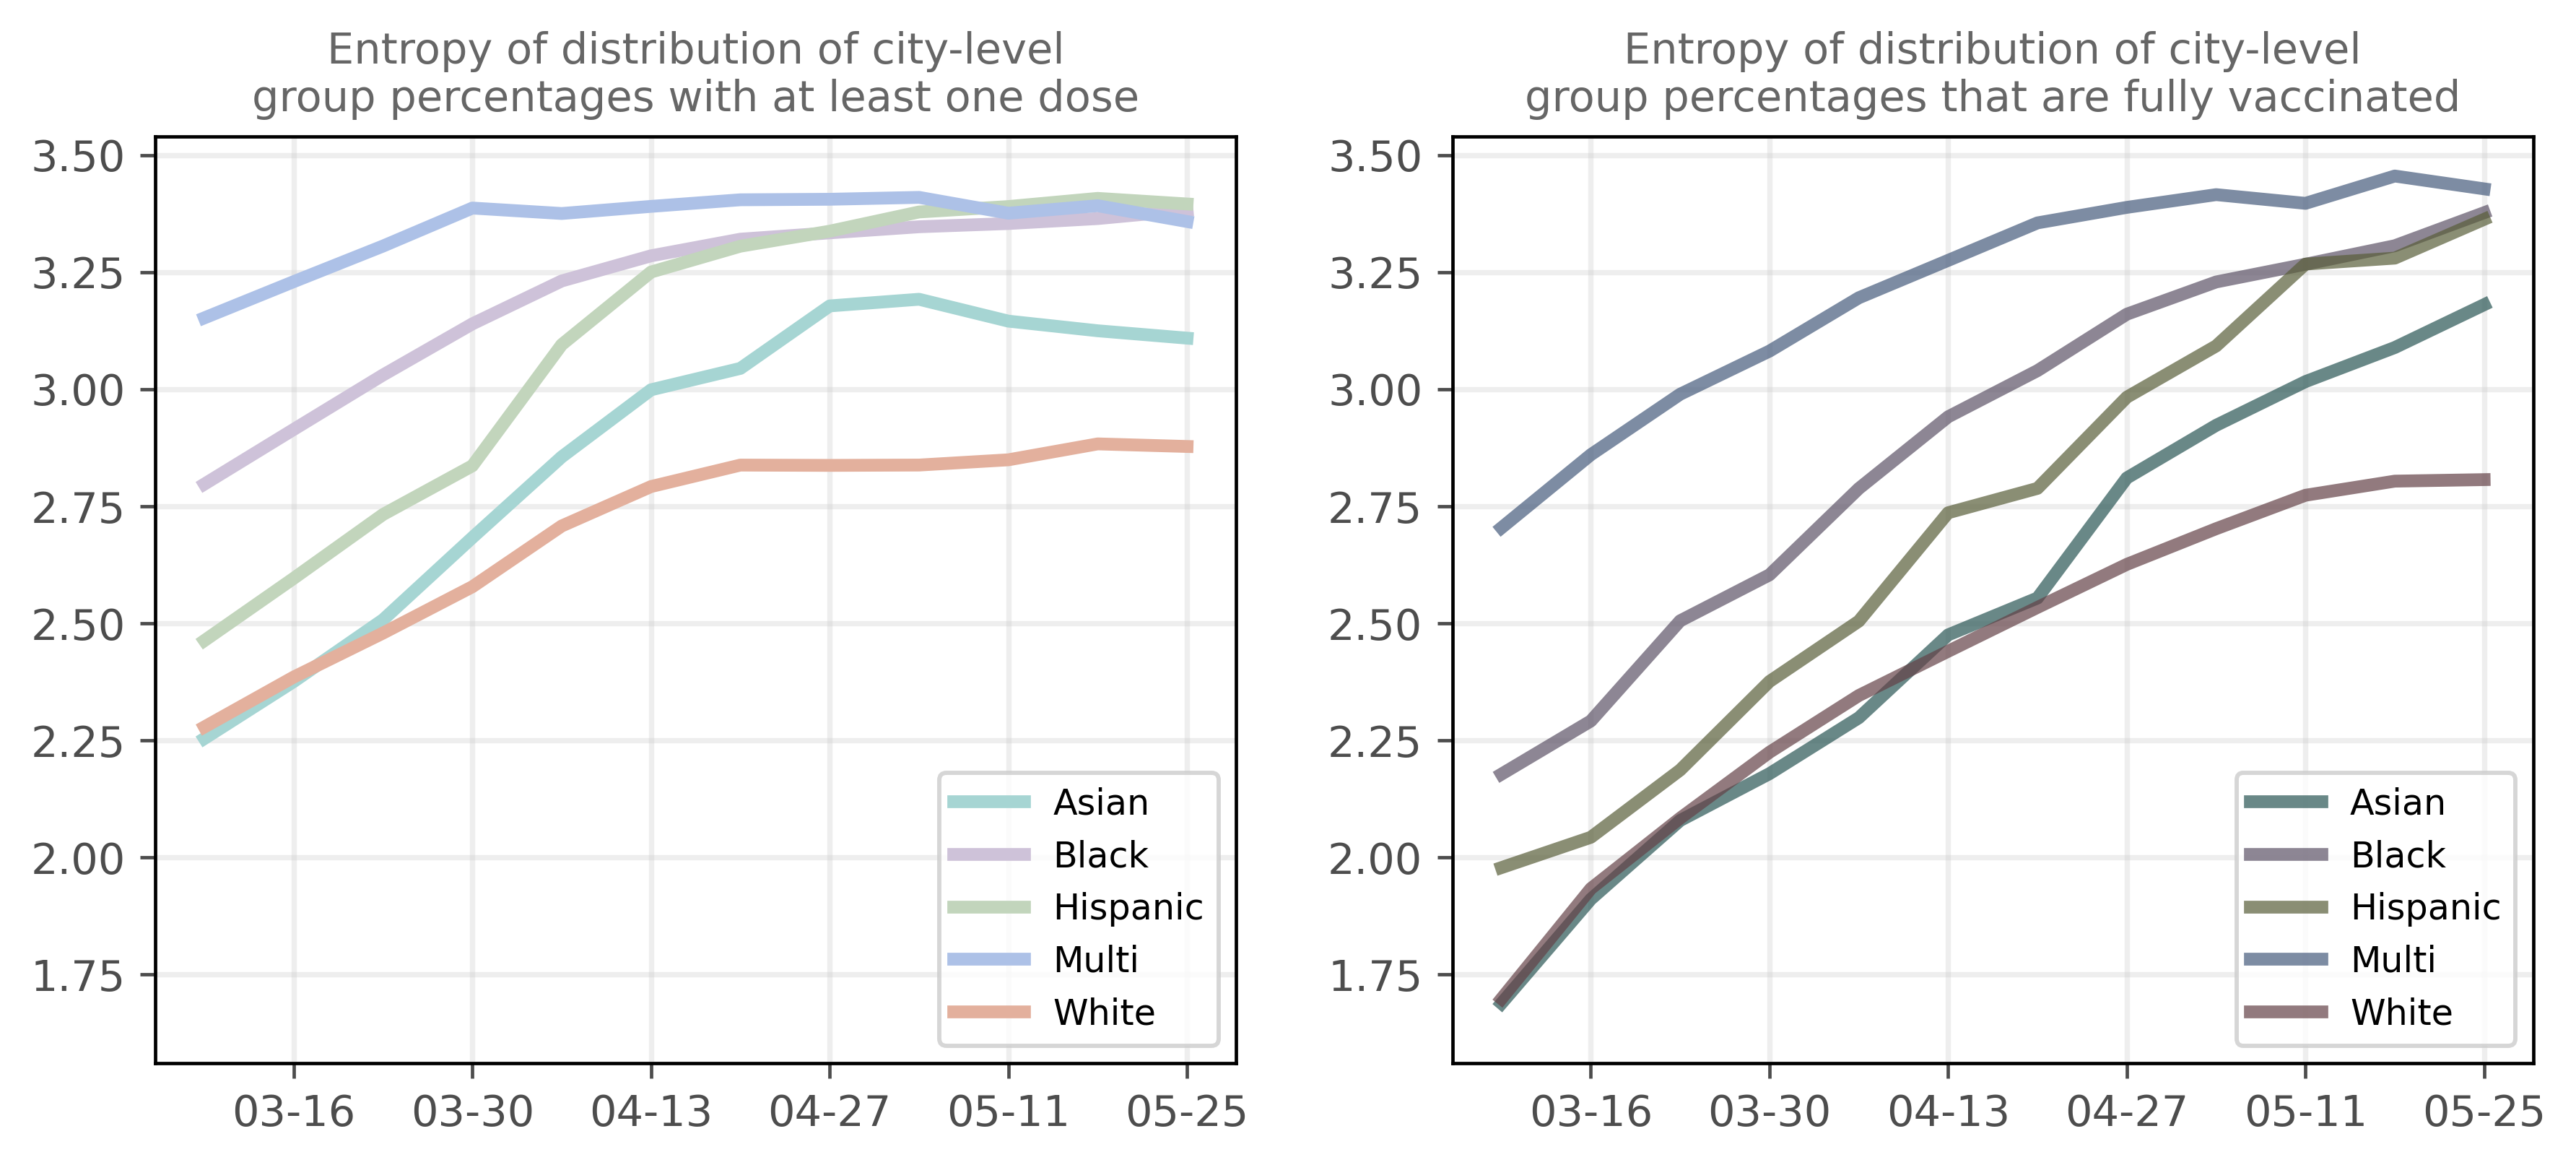 Entropy of distribution of city-level
group percentages with at least one dose
3.50
3.25
3.00
2.75
2.50
2.25
2.00
1.75
03-16 03-30 04-13 04-27 05-11 05-25
Asian
Black
Hispanic
Multi
White
Entropy of distribution of city-level
group percentages that are fully vaccinated
3.50
3.25
3.00
2.75
2.50
2.25
2.00
1.75
03-16 03-30 04-13 04-27 05-11 05-25
Asian
Black
Hispanic
Multi
White